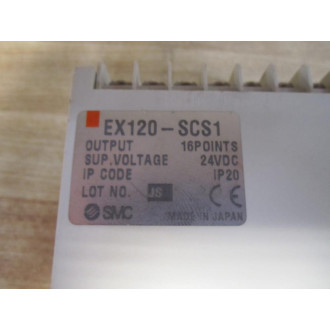 EX120-SCS1
OUTPUT 16POINTS
SUP.VOLTAGE 24VDC
IP CODE IP20
LOT NO. JS CE
SMC MADE IN JAPAN